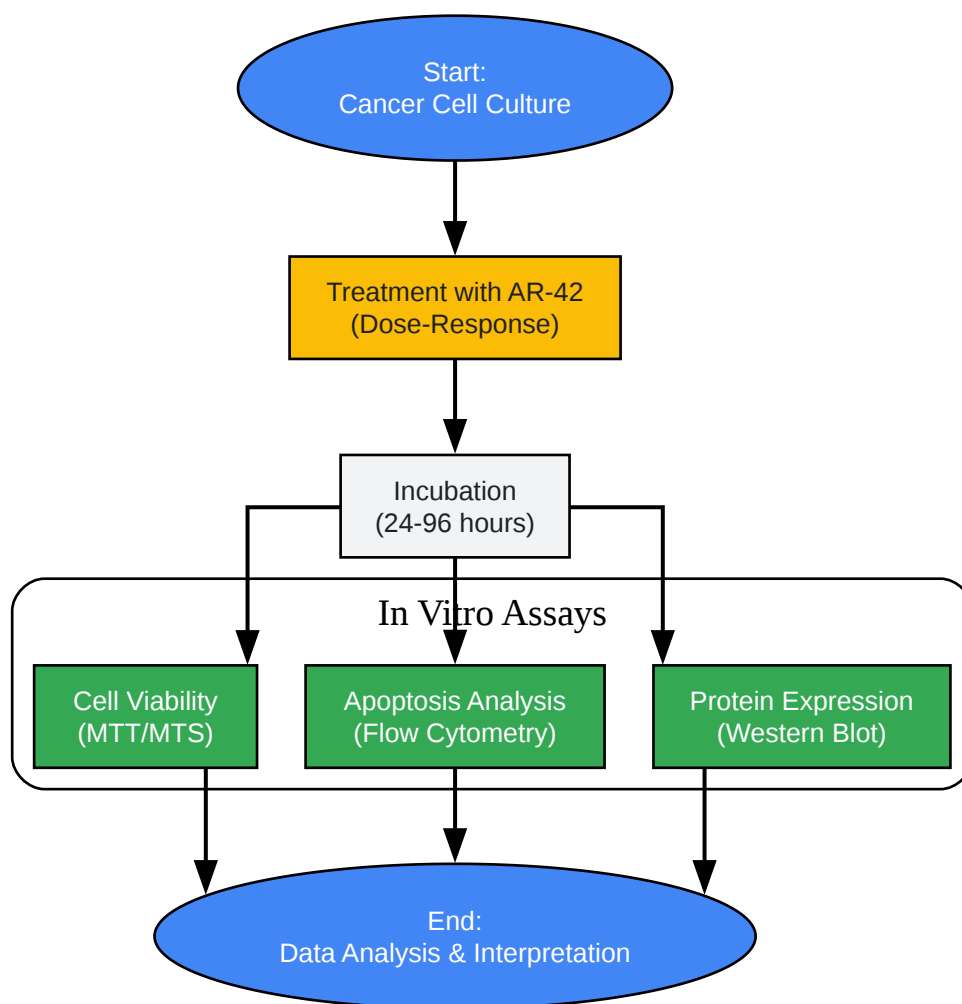 Start:
Cancer Cell Culture
Treatment with AR-42
(Dose-Response)
Incubation
(24-96 hours)
In Vitro Assays
Cell Viability
(MTT/MTS)
Apoptosis Analysis
(Flow Cytometry)
Protein Expression
(Western Blot)
End:
Data Analysis & Interpretation